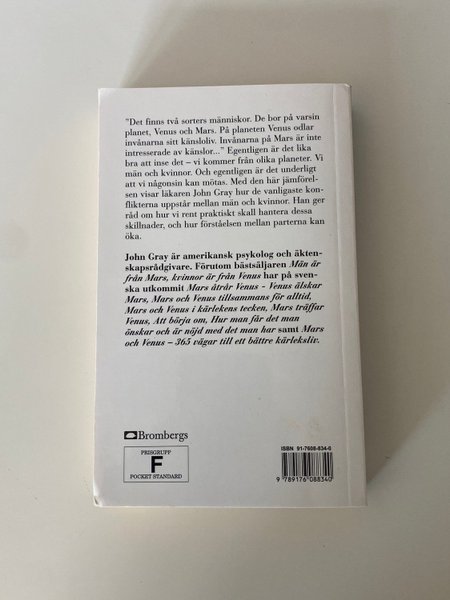 "Det finns två sorters människor. De bor på varsin
planet, Venus och Mars. På planeten Venus odlar
invånarna sitt känsloliv. Invånarna på Mars är inte
intresserade av känslor..." Egentligen är det lika
bra att inse det – vi kommer från olika planeter. Vi
män och kvinnor. Och egentligen är det underligt
att vi någonsin kan mötas. Med den här jämförel-
sen visar läkaren John Gray hur de vanligaste kon-
flikterna uppstår mellan män och kvinnor. Han ger
råd om hur vi rent praktiskt skall hantera dessa
skillnader, och hur förståelsen mellan parterna kan
öka.
John Gray är amerikansk psykolog och äkten-
skapsrådgivare. Förutom bästsäljaren Män är
från Mars, kvinnor är från Venus har på sven-
ska utkommit Mars åtrår Venus - Venus älskar
Mars, Mars och Venus tillsammans för alltid,
Mars och Venus i kärlekens tecken, Mars träffar
Venus, Att börja om, Hur man får det man
önskar och är nöjd med det man har samt Mars
och Venus – 365 vägar till ett bättre kärleksliv.
Brombergs
PRISGRUPP
F
POCKET STANDARD
ISBN 91-7608-834-0
9 789176 088340